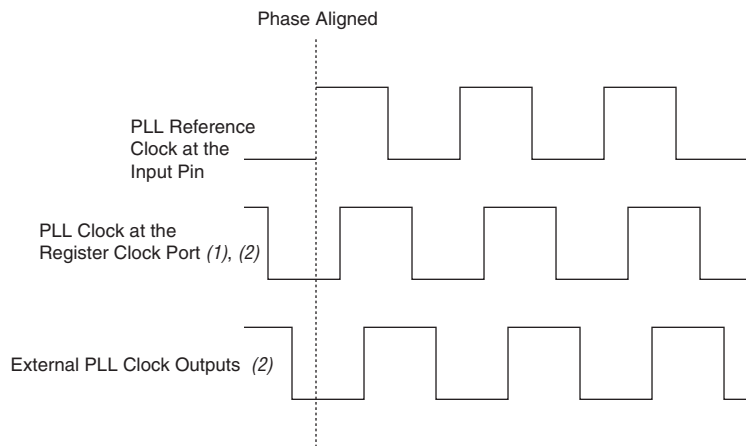 Phase Aligned
PLL Reference
Clock at the
Input Pin
PLL Clock at the
Register Clock Port (1), (2)
External PLL Clock Outputs (2)